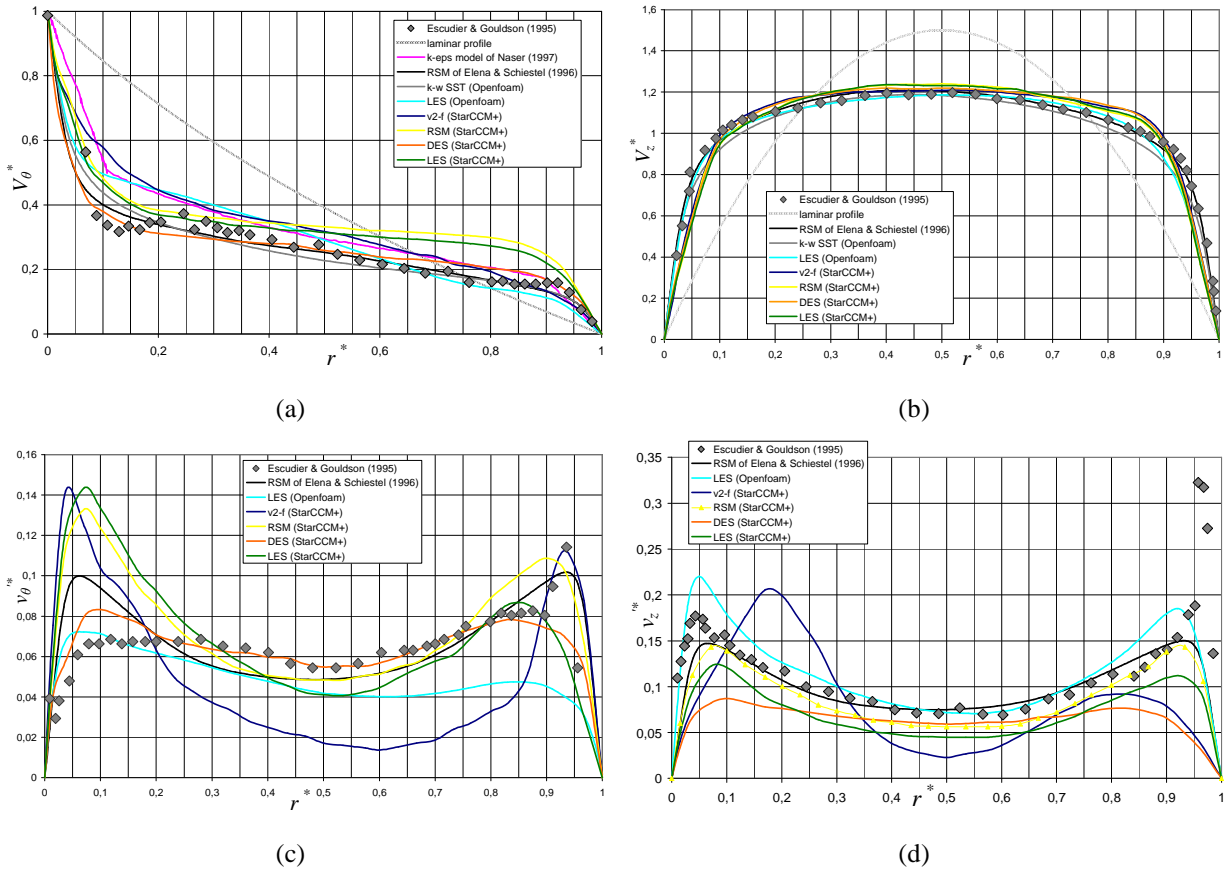 Escudier & Gouldson (1995)
laminar profile
k-eps model of Naser (1997)
RSM of Elena & Schiestel (1996)
k-w SST (Openfoam)
LES (Openfoam)
v2-f (StarCCM+)
RSM (StarCCM+)
DES (StarCCM+)
LES (StarCCM+)
1
0,8
0,6
0,4
0,2
0
V_θ^*
0 0,2 0,4 0,6 0,8 1
r *
(a)
1,6
1,4
1,2
1
0,8
0,6
0,4
0,2
0
V_z^*
Escudier & Gouldson (1995)
laminar profile
RSM of Elena & Schiestel (1996)
k-w SST (Openfoam)
LES (Openfoam)
v2-f (StarCCM+)
RSM (StarCCM+)
DES (StarCCM+)
LES (StarCCM+)
0 0,1 0,2 0,3 0,4 0,5 0,6 0,7 0,8 0,9 1
r *
(b)
0,16
0,14
0,12
0,1
0,08
0,06
0,04
0,02
0
v_θ'*
Escudier & Gouldson (1995)
RSM of Elena & Schiestel (1996)
LES (Openfoam)
v2-f (StarCCM+)
RSM (StarCCM+)
DES (StarCCM+)
LES (StarCCM+)
0 0,1 0,2 0,3 0,4 0,5 0,6 0,7 0,8 0,9 1
r *
(c)
0,35
0,3
0,25
0,2
0,15
0,1
0,05
0
v_z'*
Escudier & Gouldson (1995)
RSM of Elena & Schiestel (1996)
LES (Openfoam)
v2-f (StarCCM+)
RSM (StarCCM+)
DES (StarCCM+)
LES (StarCCM+)
0 0,1 0,2 0,3 0,4 0,5 0,6 0,7 0,8 0,9 1
r *
(d)